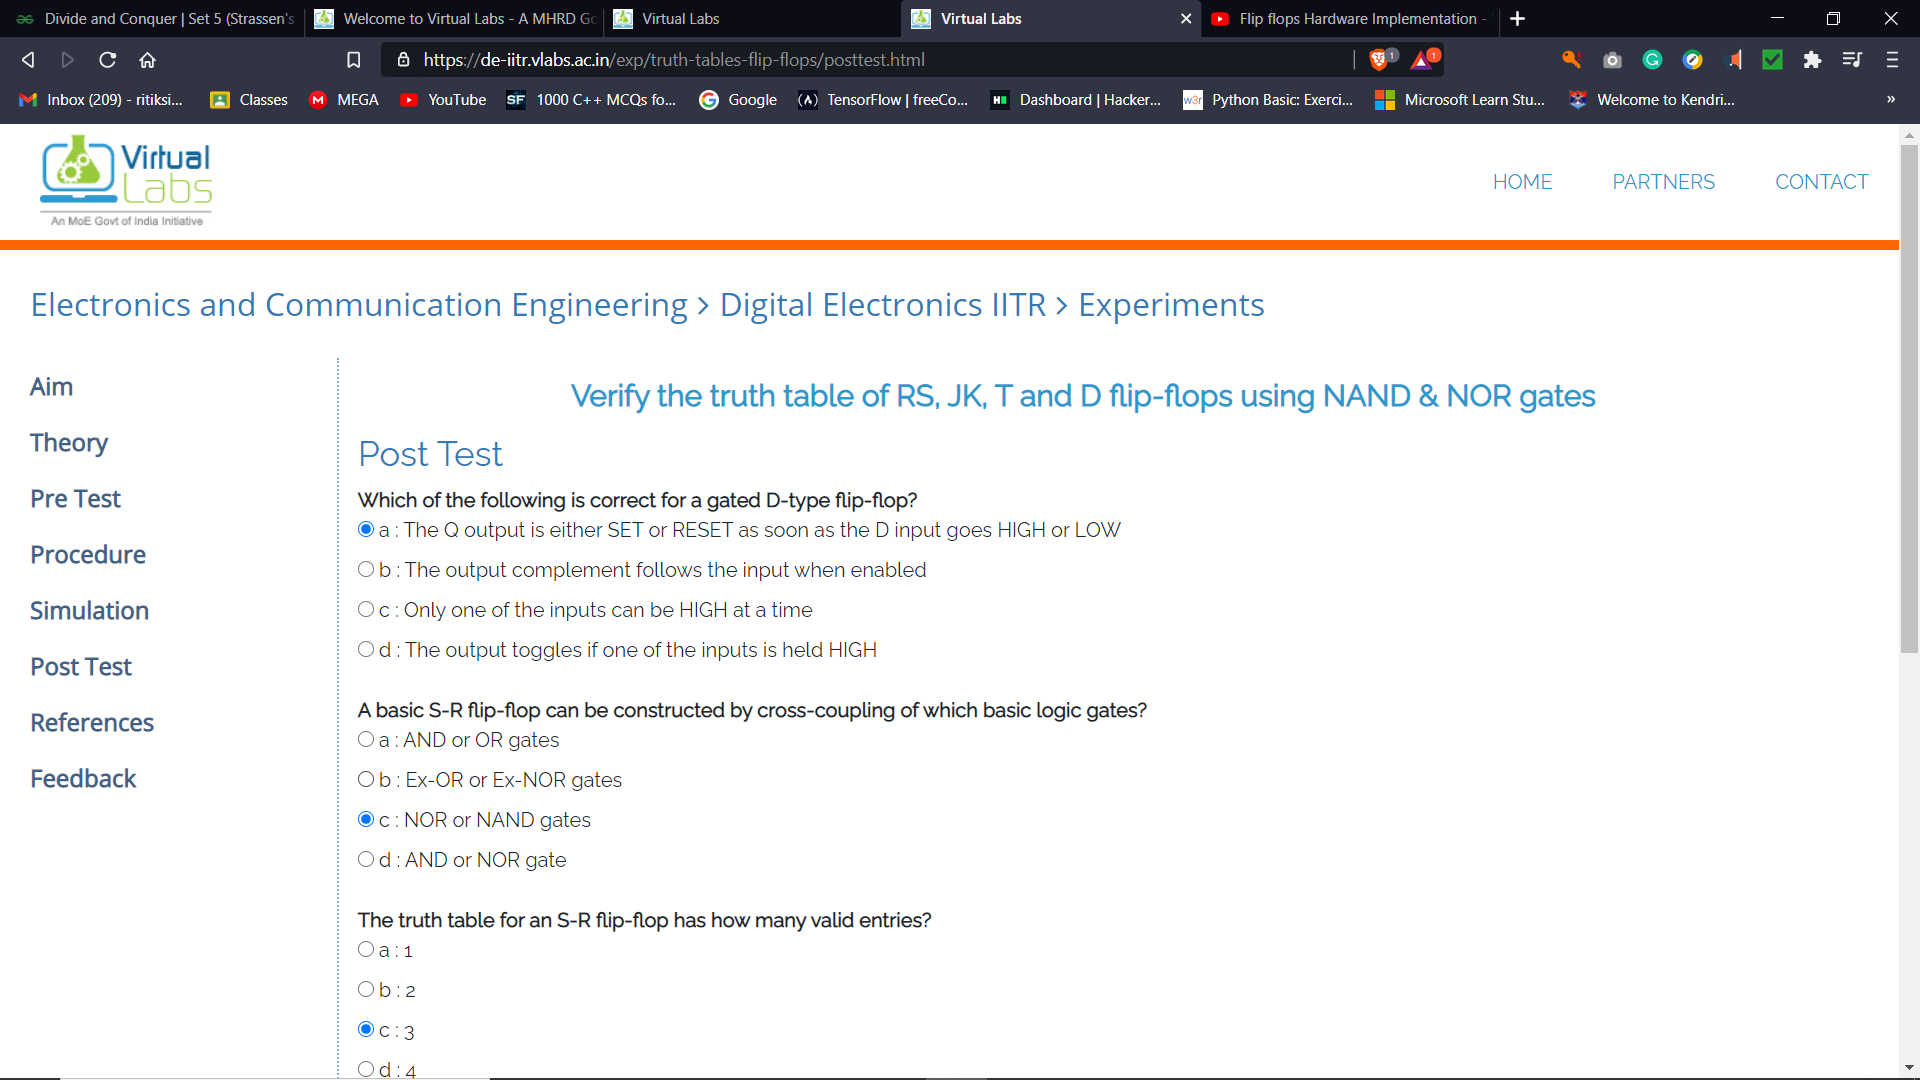 Divide and Conquer | Set 5 (Strassen's
Welcome to Virtual Labs - A MHRD Go
Virtual Labs
Virtual Labs
Flip flops Hardware Implementation -
https://de-iitr.vlabs.ac.in/exp/truth-tables-flip-flops/posttest.html
1
1
Inbox (209) - ritiksi...
Classes
MEGA
YouTube
SF 1000 C++ MCQs fo...
Google
TensorFlow | freeCo...
Dashboard | Hacker...
w3r Python Basic: Exerci...
Microsoft Learn Stu...
Welcome to Kendri...
»
Virtual
Labs
An MoE Govt of India Initiative
HOME
PARTNERS
CONTACT
Electronics and Communication Engineering > Digital Electronics IITR > Experiments
Aim
Theory
Pre Test
Procedure
Simulation
Post Test
References
Feedback
Verify the truth table of RS, JK, T and D flip-flops using NAND & NOR gates
Post Test
Which of the following is correct for a gated D-type flip-flop?
a : The Q output is either SET or RESET as soon as the D input goes HIGH or LOW
b : The output complement follows the input when enabled
c : Only one of the inputs can be HIGH at a time
d : The output toggles if one of the inputs is held HIGH
A basic S-R flip-flop can be constructed by cross-coupling of which basic logic gates?
a : AND or OR gates
b : Ex-OR or Ex-NOR gates
c : NOR or NAND gates
d : AND or NOR gate
The truth table for an S-R flip-flop has how many valid entries?
a : 1
b : 2
c : 3
d : 4